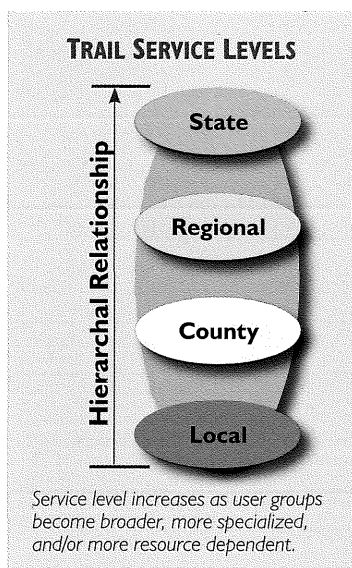 TRAIL SERVICE LEVELS
State
Regional
County
Local
Hierarchal Relationship
Service level increases as user groups
become broader, more specialized,
and/or more resource dependent.